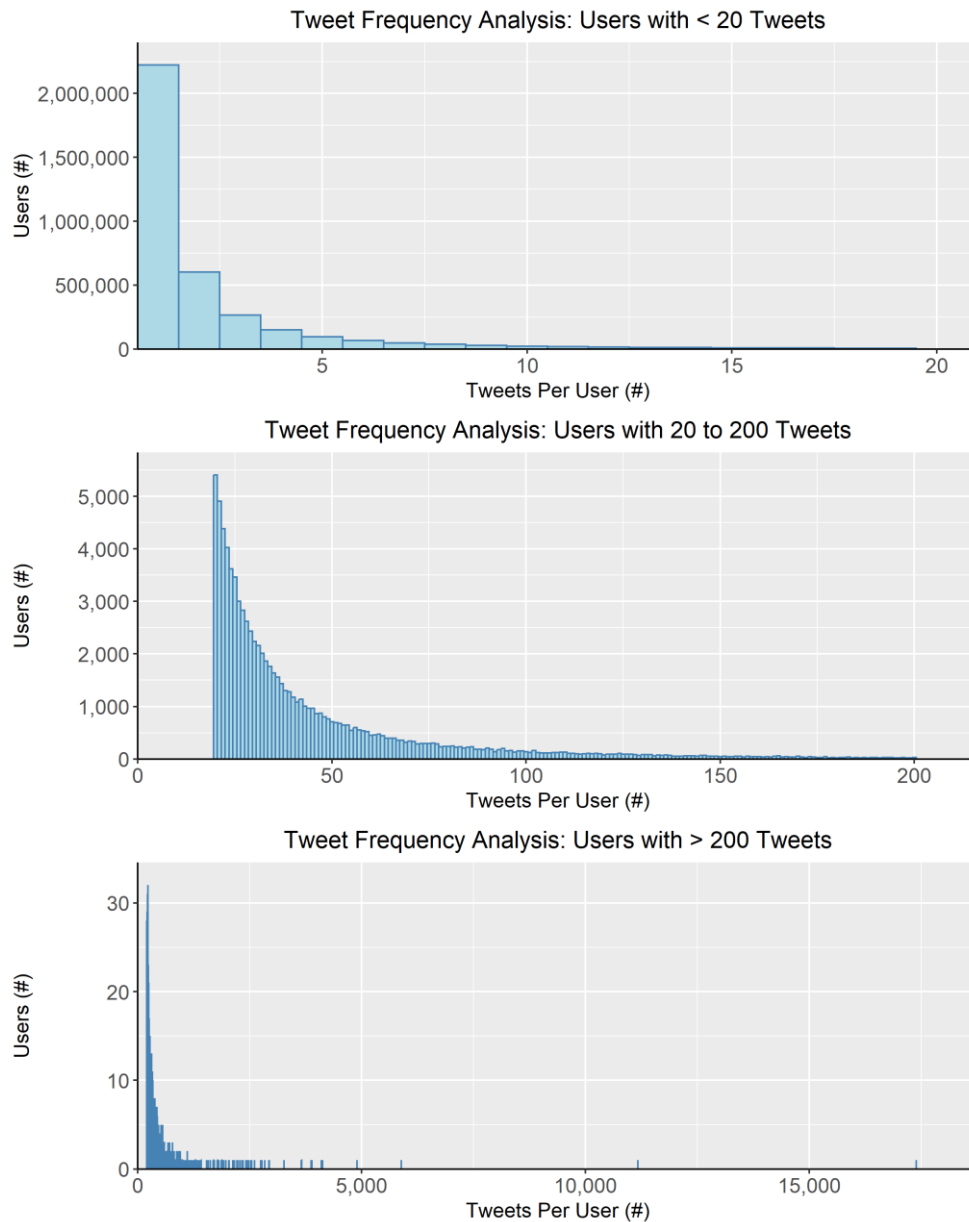 Tweet Frequency Analysis: Users with < 20 Tweets
Users (#)
2,000,000
1,500,000
1,000,000
500,000
0
5 10 15 20
Tweets Per User (#)
Tweet Frequency Analysis: Users with 20 to 200 Tweets
Users (#)
5,000
4,000
3,000
2,000
1,000
0
0 50 100 150 200
Tweets Per User (#)
Tweet Frequency Analysis: Users with > 200 Tweets
Users (#)
30
20
10
0
0 5,000 10,000 15,000
Tweets Per User (#)